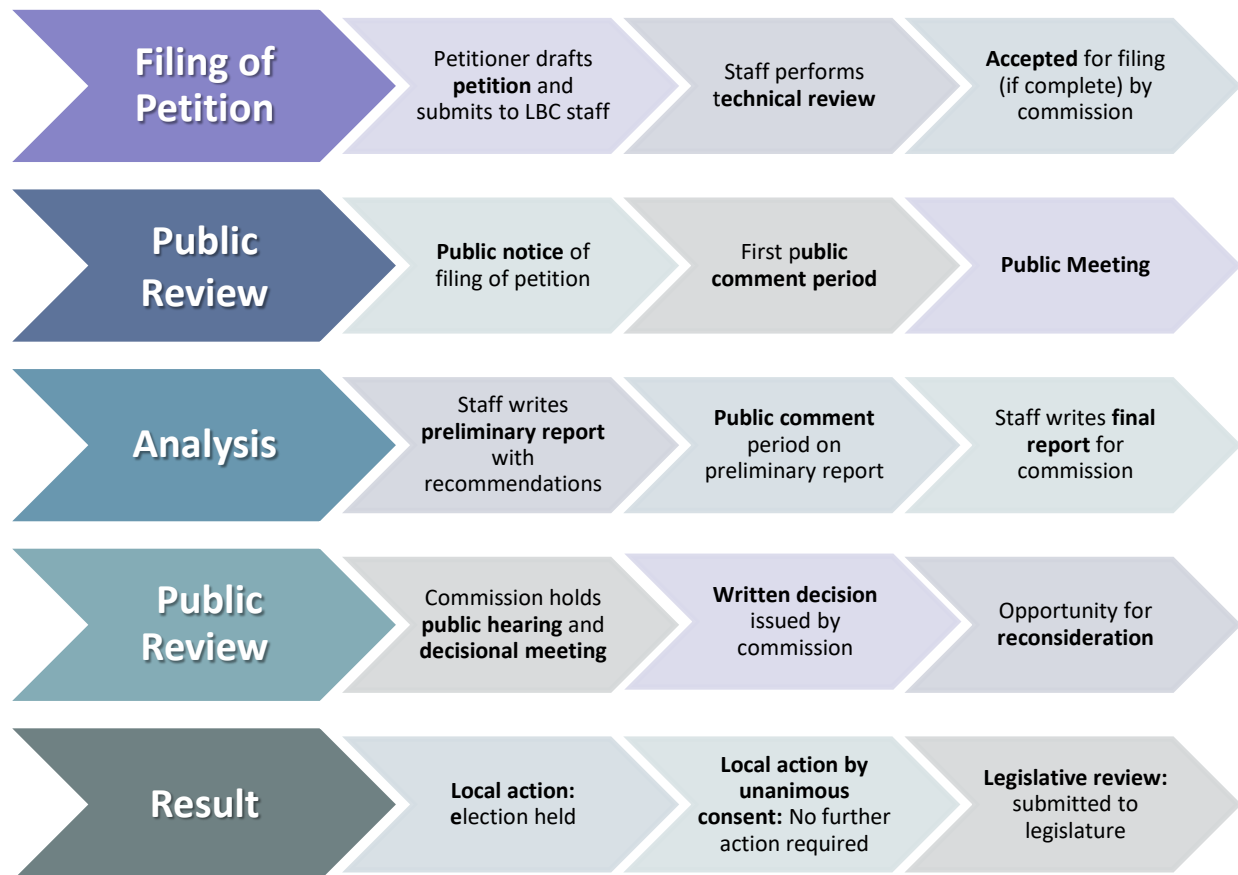 Filing of
Petition
Petitioner drafts
petition and
submits to LBC staff
Staff performs
technical review
Accepted for filing
(if complete) by
commission
Public
Review
Public notice of
filing of petition
First public
comment period
Public Meeting
Analysis
Staff writes
preliminary report
with
recommendations
Public comment
period on
preliminary report
Staff writes final
report for
commission
Public
Review
Commission holds
public hearing and
decisional meeting
Written decision
issued by
commission
Opportunity for
reconsideration
Result
Local action:
election held
Local action by
unanimous
consent: No further
action required
Legislative review:
submitted to
legislature